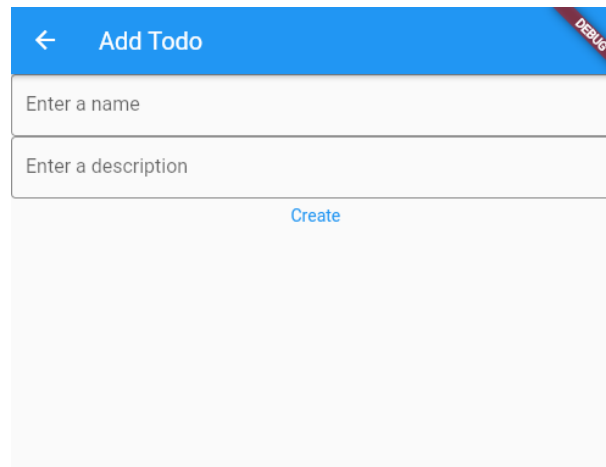 Add Todo
DEBUG
Enter a name
Enter a description
Create